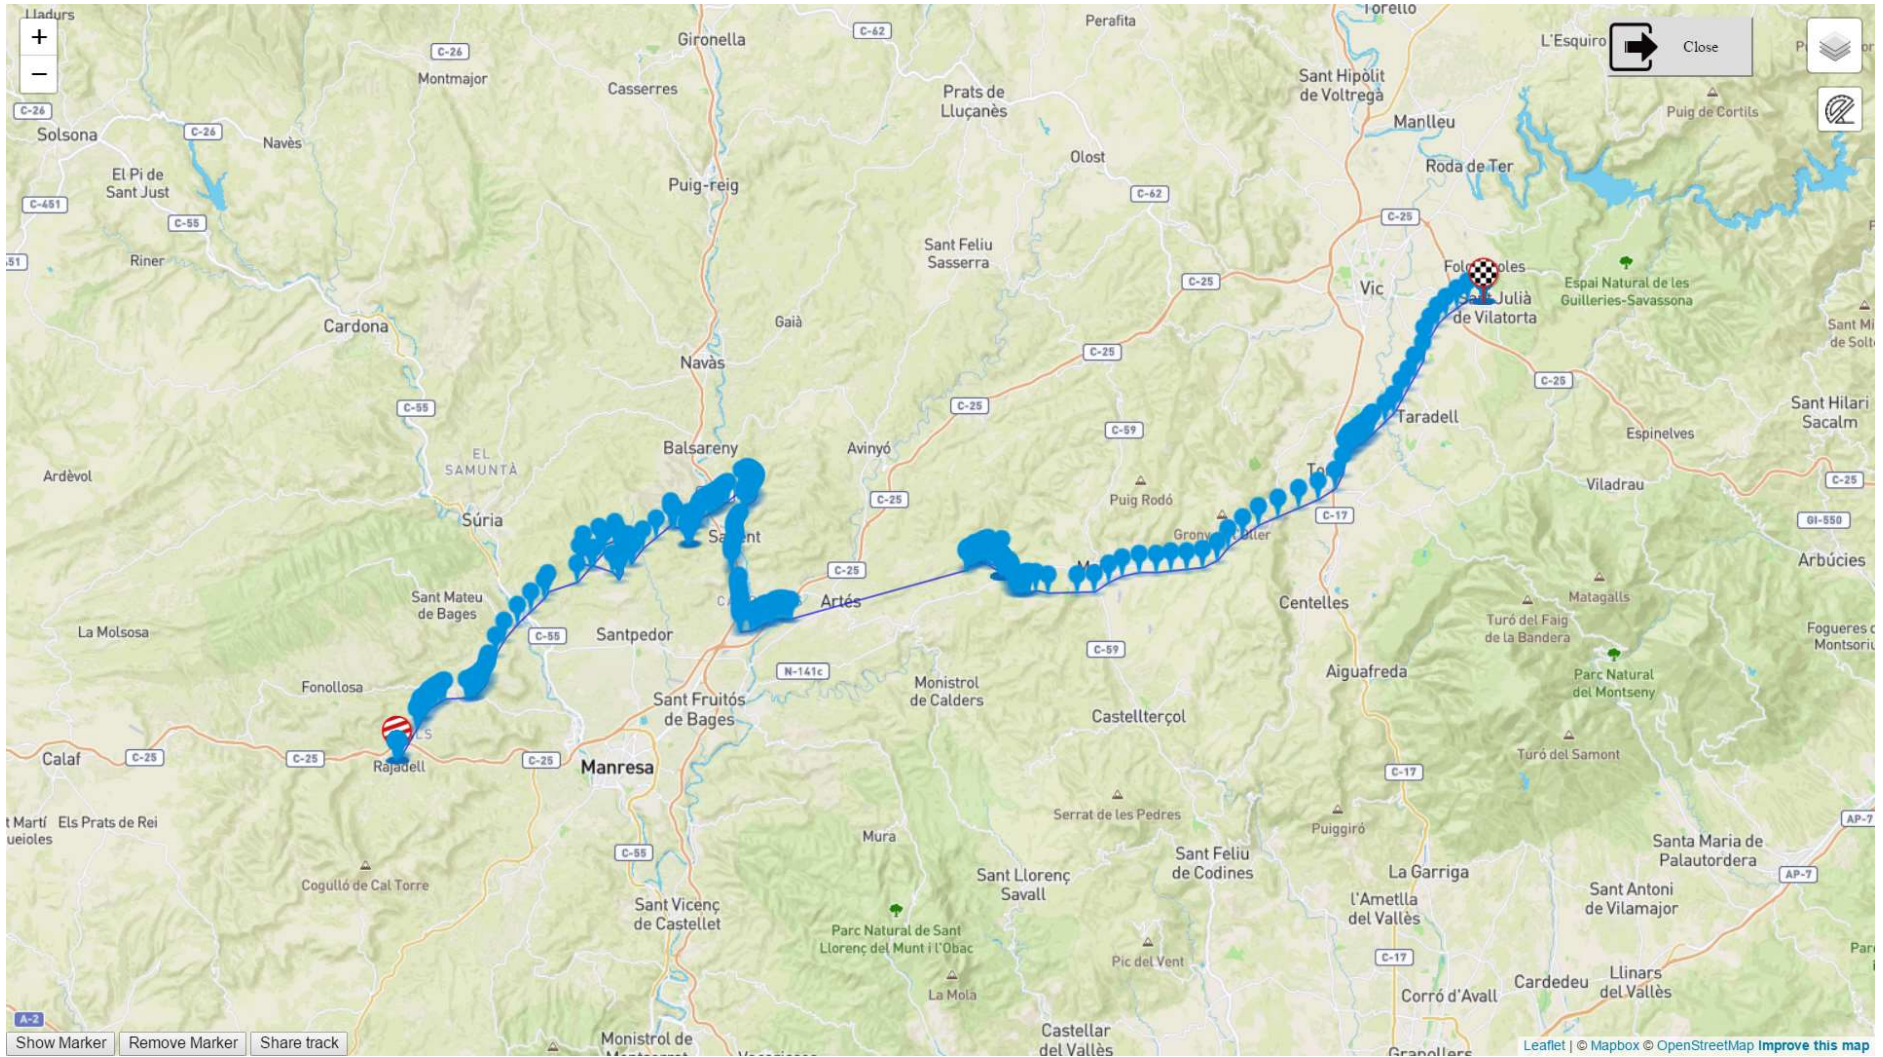 Lladurs
Gironella
C-62
Perafita
Torelló
L'Esquiro
Close
+
−
C-26
Montmajor
Casserres
Prats de
Lluçanès
Sant Hipòlit
de Voltregà
Puig de Cortils
C-26
Solsona
C-26
Navès
Manlleu
El Pi de
Sant Just
Puig-reig
Olost
Roda de Ter
C-451
C-55
C-62
C-25
Riner
Sant Feliu
Sasserra
C-25
Vic
Espai Natural de les
Guilleries-Savassona
Cardona
Gaià
de Vilatorta
Navàs
C-25
C-25
C-55
C-25
Taradell
Sant Hilari
Sacalm
C-59
Espinelves
Balsareny
Avinyó
EL
SAMUNTÀ
Ardèvol
C-25
Puig Rodó
Viladrau
C-25
Súria
C-17
GI-550
Arbúcies
C-25
Sant Mateu
de Bages
Artés
Centelles
Matagalls
La Molsosa
C-55
Santpedor
Turó del Faig
de la Bandera
C-59
N-141c
Aiguafreda
Parc Natural
del Montseny
Fonollosa
Sant Fruitós
de Bages
Monistrol
de Calders
Castellterçol
Calaf
C-25
C-25
Rajadell
C-25
Manresa
Turó del Samont
C-17
Els Prats de Rei
Serrat de les Pedres
Puiggiró
AP-7
Mura
C-55
Sant Feliu
de Codines
Santa Maria de
Palautordera
Cogulló de Cal Torre
Sant Llorenç
Savall
La Garriga
AP-7
Sant Vicenç
de Castellet
l'Ametlla
del Vallès
Sant Antoni
de Vilamajor
Parc Natural de Sant
Llorenç del Munt i l'Obac
Pic del Vent
C-17
La Mola
Cardedeu
Llinars
del Vallès
Corró d'Avall
A-2
Castellar
del Vallès
Monistrol de
Show Marker Remove Marker Share track
Leaflet | © Mapbox © OpenStreetMap Improve this map